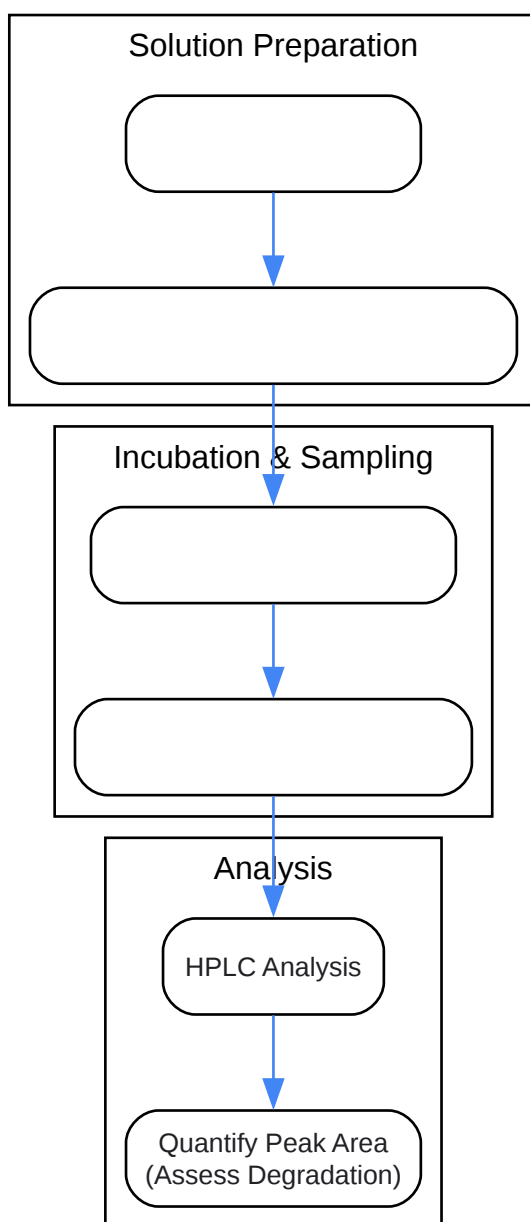 Solution Preparation
Incubation & Sampling
Analysis
HPLC Analysis
Quantify Peak Area
(Assess Degradation)